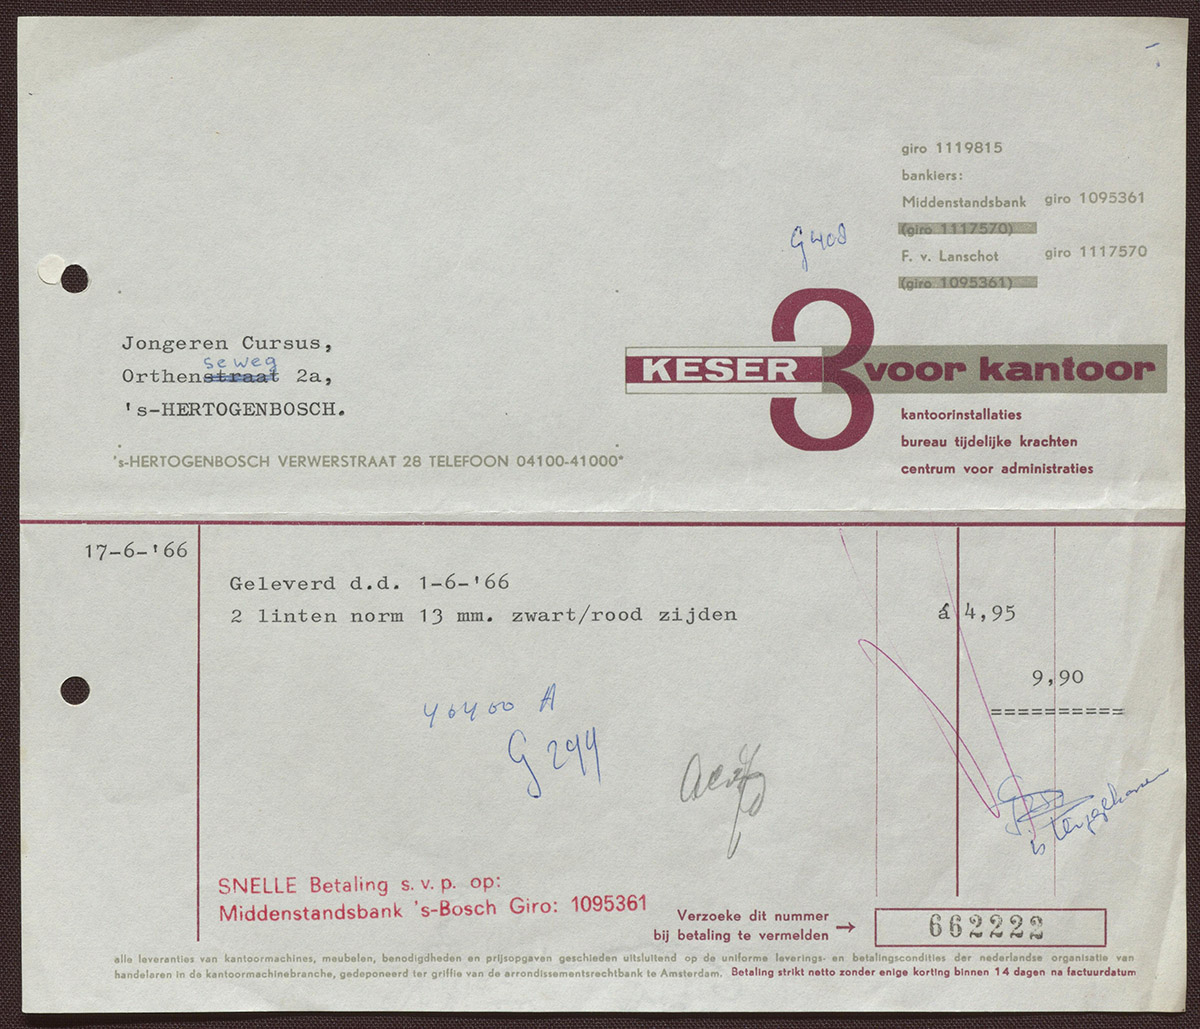 giro 1119815
bankiers:
Middenstandsbank giro 1095361
(giro 1117570)
F. v. Lanschot giro 1117570
(giro 1095361)
G 408
KESER 3 voor kantoor
kantoorinstallaties
bureau tijdelijke krachten
centrum voor administraties
Jongeren Cursus,
seweg
Orthenstraat 2a,
's-HERTOGENBOSCH.
's-HERTOGENBOSCH VERWERSTRAAT 28 TELEFOON 04100-41000*
17-6-'66
Geleverd d.d. 1-6-'66
2 linten norm 13 mm. zwart/rood zijden á 4,95
9,90
==========
40400 A
G 299
SNELLE Betaling s.v.p. op:
Middenstandsbank 's-Bosch Giro: 1095361
Verzoeke dit nummer
bij betaling te vermelden → 662222
alle leveranties van kantoormachines, meubelen, benodigdheden en prijsopgaven geschieden uitsluitend op de uniforme leverings- en betalingscondities der nederlandse organisatie van
handelaren in de kantoormachinebranche, gedeponeerd ter griffie van de arrondissementsrechtbank te Amsterdam. Betaling strikt netto zonder enige korting binnen 14 dagen na factuurdatum